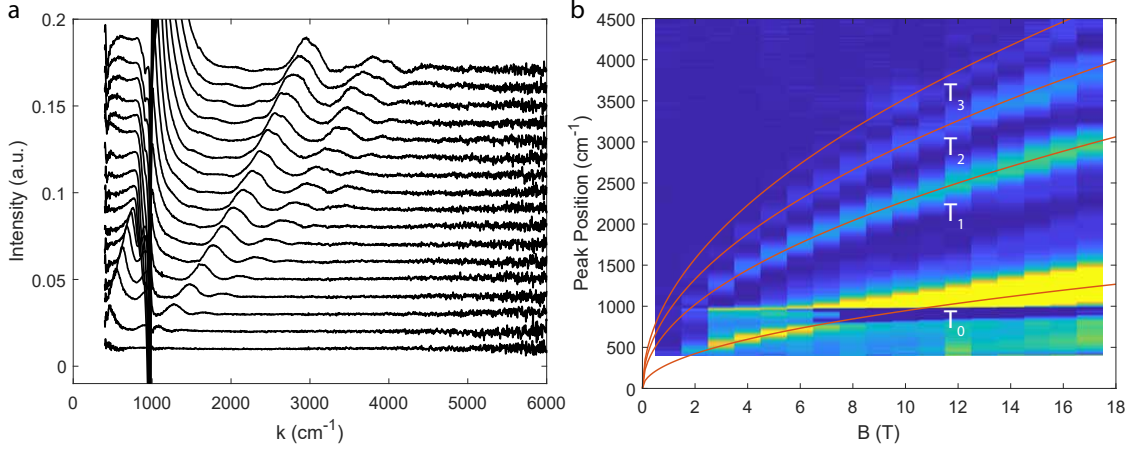 a
0.2
0.15
0.1
0.05
0
Intensity (a.u.)
0 1000 2000 3000 4000 5000 6000
k (cm-1)
b
4500
4000
3500
3000
2500
2000
1500
1000
500
0
Peak Position (cm-1)
T3
T2
T1
T0
0 2 4 6 8 10 12 14 16 18
B (T)